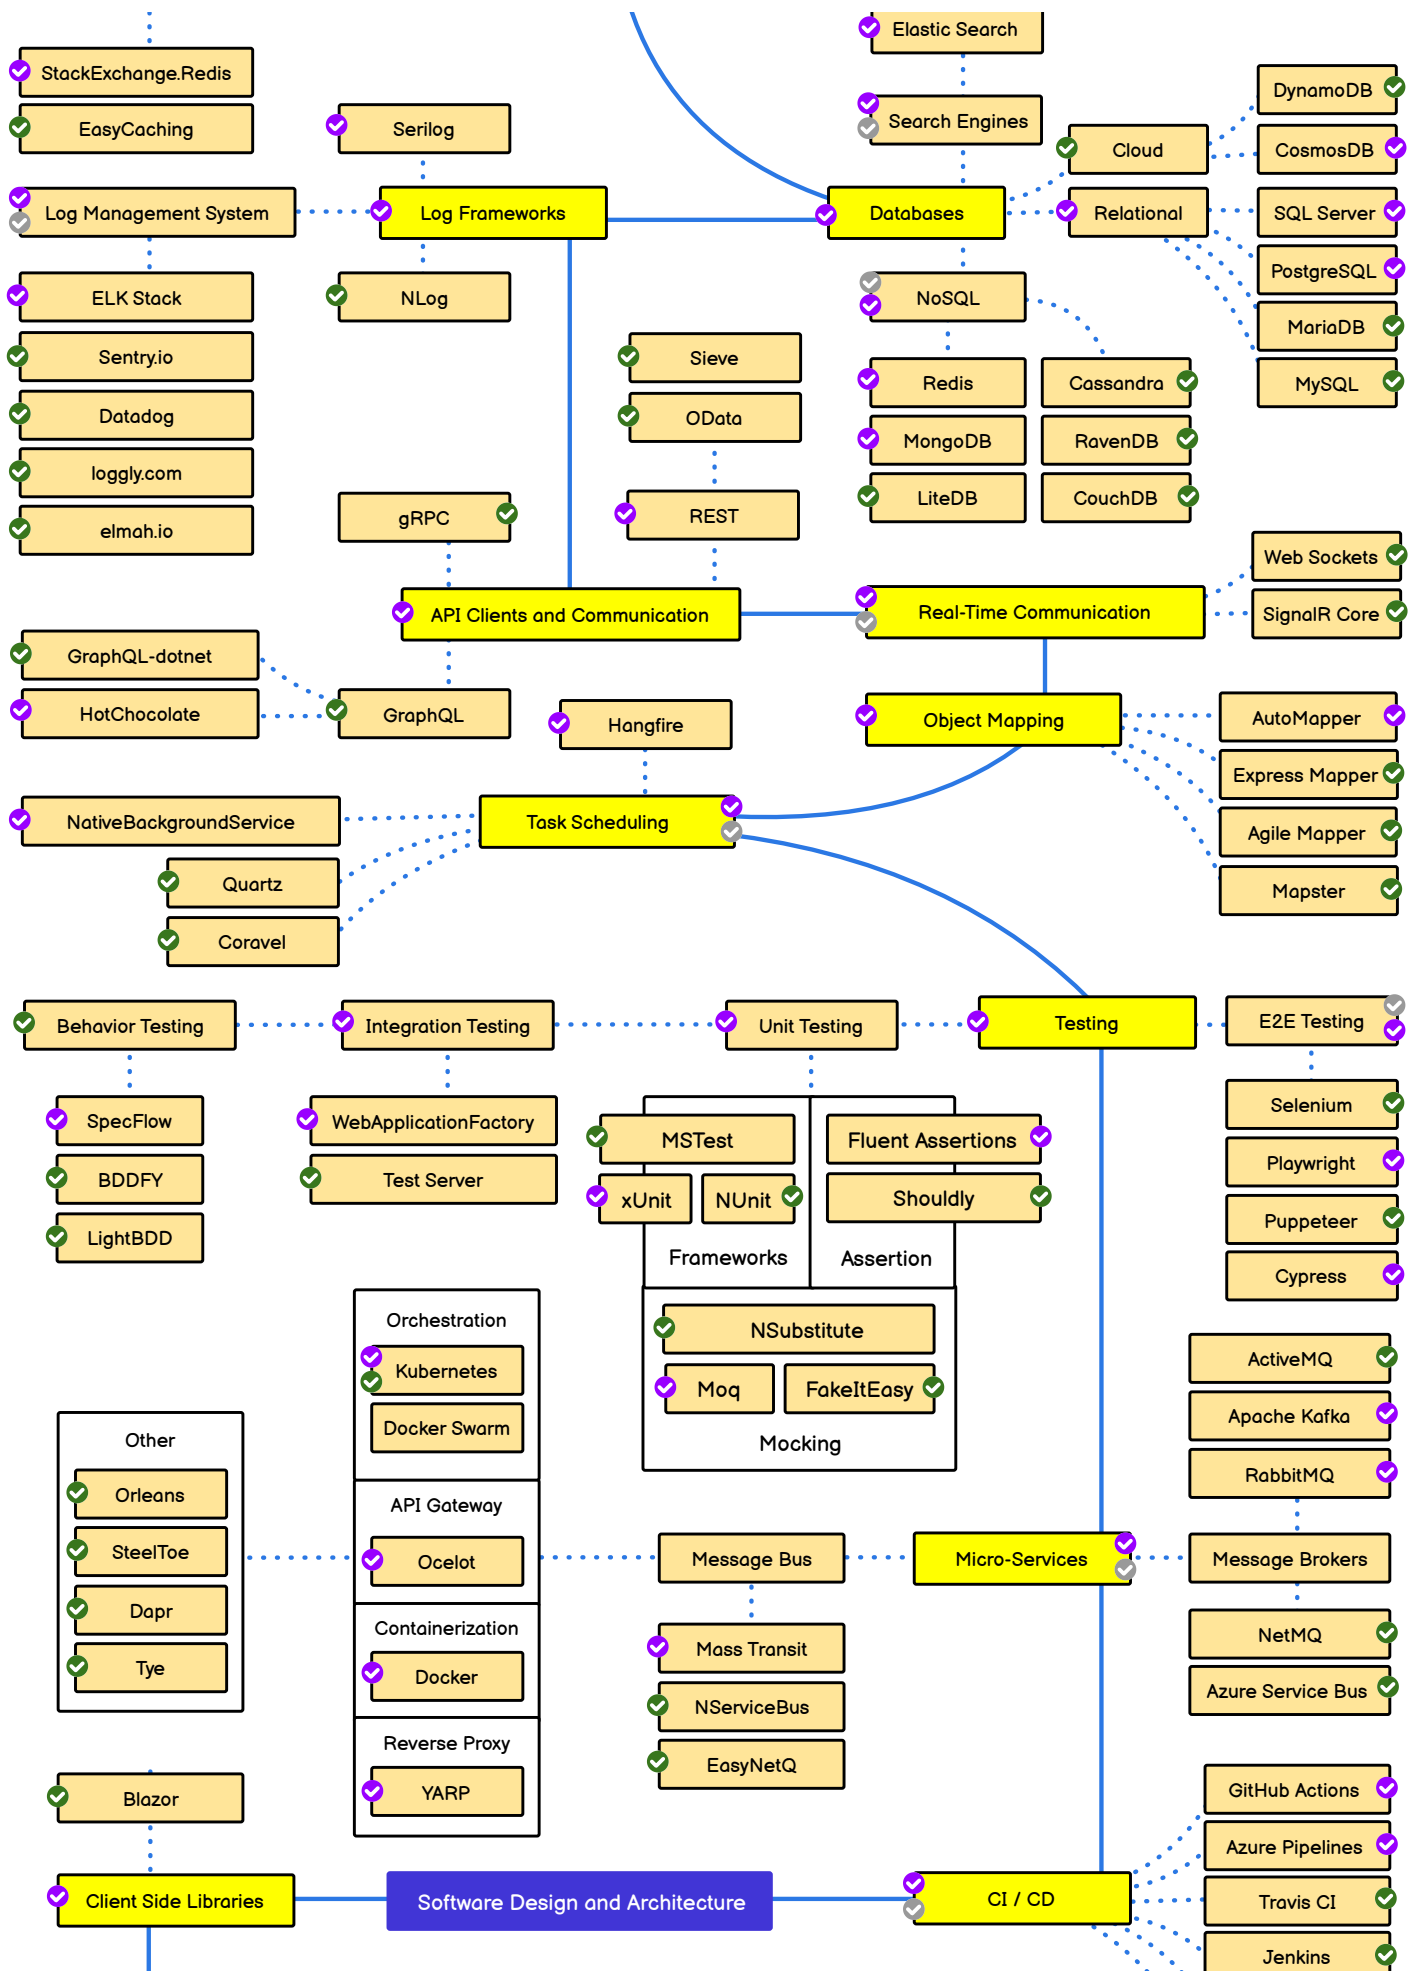 Elastic Search
StackExchange.Redis
DynamoDB
EasyCaching
Serilog
Search Engines
Cloud
CosmosDB
Log Management System
Log Frameworks
Databases
Relational
SQL Server
PostgreSQL
ELK Stack
NLog
NoSQL
MariaDB
Sentry.io
Sieve
Redis
Cassandra
MySQL
Datadog
OData
MongoDB
RavenDB
loggly.com
LiteDB
CouchDB
elmah.io
gRPC
REST
Web Sockets
API Clients and Communication
Real-Time Communication
SignalR Core
GraphQL-dotnet
HotChocolate
GraphQL
Hangfire
Object Mapping
AutoMapper
Express Mapper
NativeBackgroundService
Task Scheduling
Agile Mapper
Quartz
Mapster
Coravel
Behavior Testing
Integration Testing
Unit Testing
Testing
E2E Testing
SpecFlow
WebApplicationFactory
MSTest
Fluent Assertions
Selenium
BDDFY
Test Server
xUnit
NUnit
Shouldly
Playwright
LightBDD
Frameworks
Assertion
Puppeteer
Cypress
Orchestration
NSubstitute
Kubernetes
Moq
FakeItEasy
ActiveMQ
Docker Swarm
Mocking
Apache Kafka
Other
RabbitMQ
Orleans
API Gateway
SteelToe
Ocelot
Message Bus
Micro-Services
Message Brokers
Dapr
Containerization
Mass Transit
NetMQ
Tye
Docker
NServiceBus
Azure Service Bus
Reverse Proxy
EasyNetQ
Blazor
YARP
GitHub Actions
Azure Pipelines
Client Side Libraries
Software Design and Architecture
CI / CD
Travis CI
Jenkins